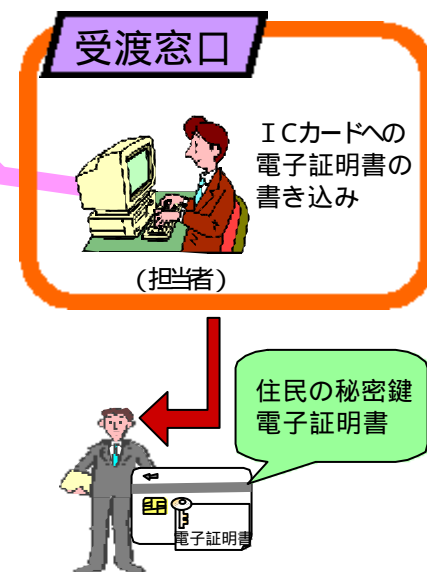 受渡窓口
ＩＣカードへの
電子証明書の
書き込み
(担当者)
住民の秘密鍵
電子証明書
電子証明書